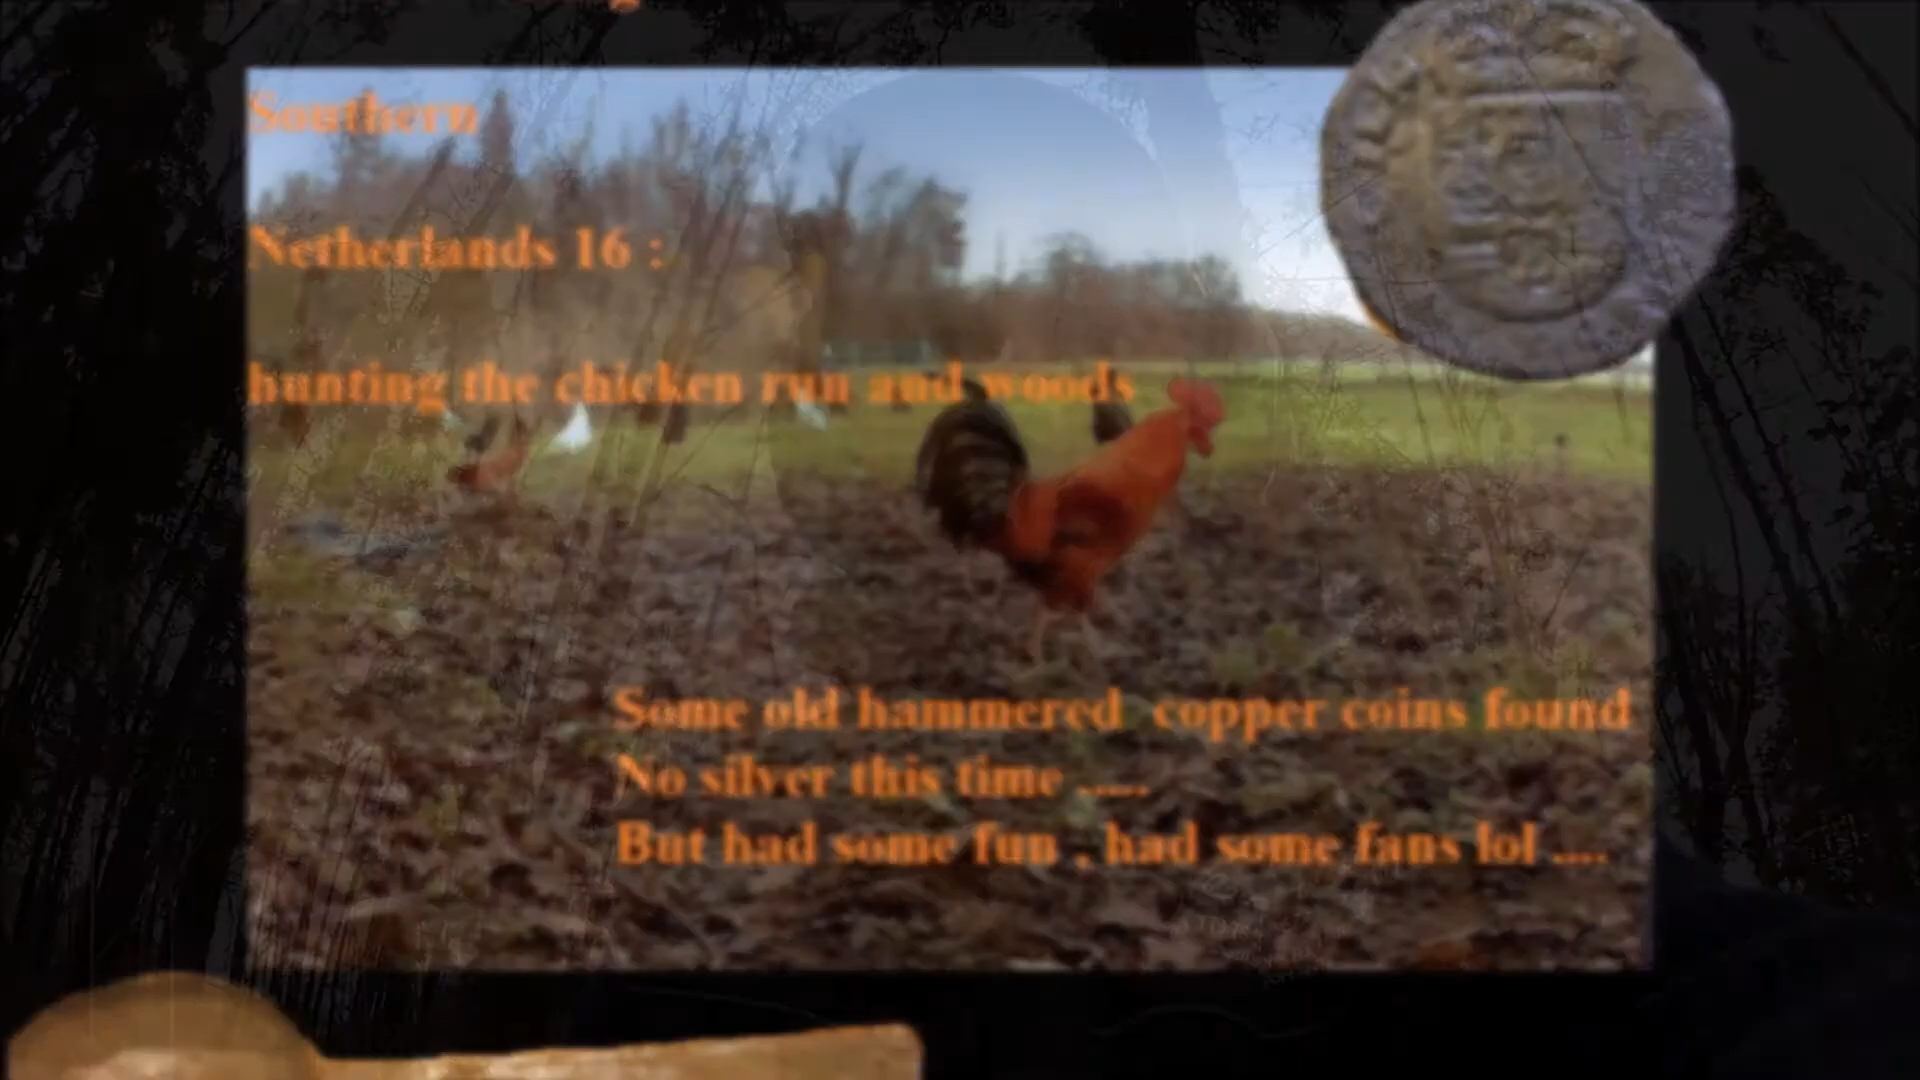 Southern
Netherlands 16 :
hunting the chicken run and woods
Some old hammered copper coins found
No silver this time .....
But had some fun , had some fans lol ....